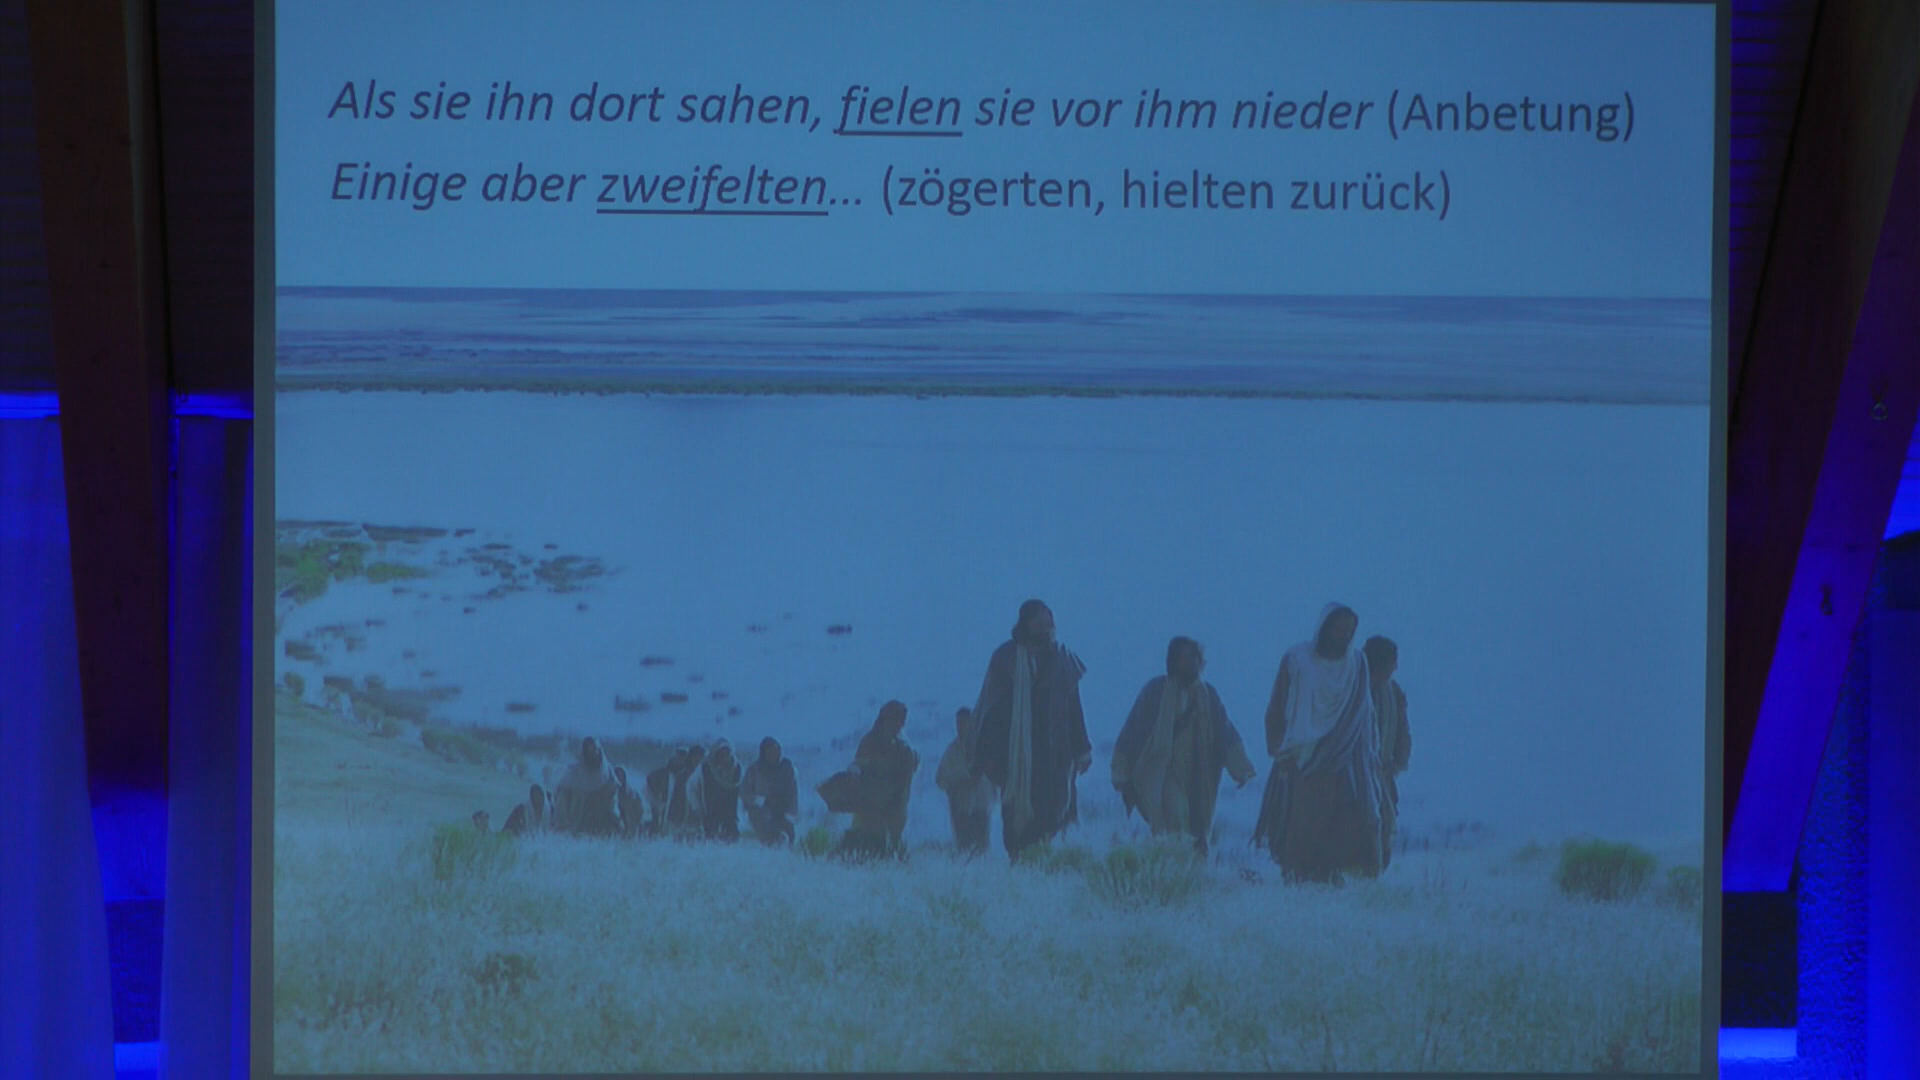 Als sie ihn dort sahen, fielen sie vor ihm nieder (Anbetung)
Einige aber zweifelten... (zögerten, hielten zurück)